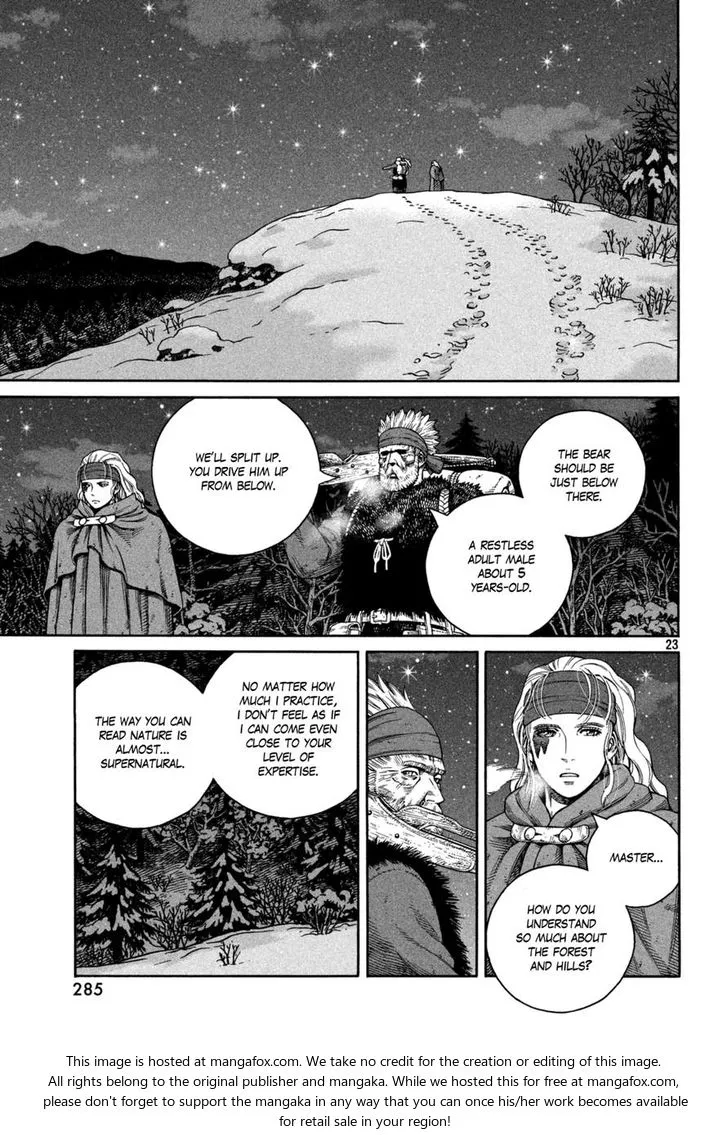 THE BEAR
SHOULD BE
JUST BELOW
THERE.
A RESTLESS
ADULT MALE
ABOUT 5
YEARS-OLD.
WE'LL SPLIT UP.
YOU DRIVE HIM UP
FROM BELOW.
23
MASTER...
HOW DO YOU
UNDERSTAND
SO MUCH ABOUT
THE FOREST
AND HILLS?
NO MATTER HOW
MUCH I PRACTICE,
I DON'T FEEL AS IF
I CAN COME EVEN
CLOSE TO YOUR
LEVEL OF
EXPERTISE.
THE WAY YOU CAN
READ NATURE IS
ALMOST...
SUPERNATURAL.
285
This image is hosted at mangafox.com. We take no credit for the creation or editing of this image.
All rights belong to the original publisher and mangaka. While we hosted this for free at mangafox.com,
please don't forget to support the mangaka in any way that you can once his/her work becomes available
for retail sale in your region!